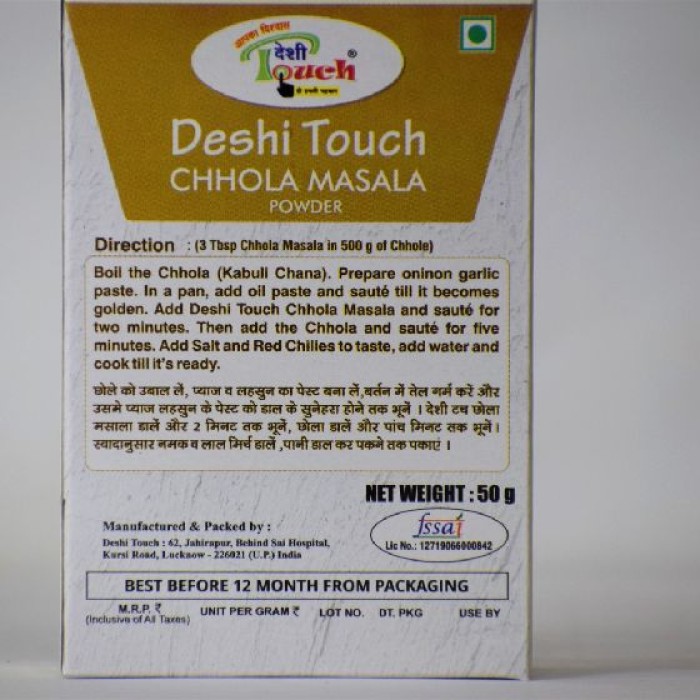 आपका विश्वास
देशी
Touch ®
Deshi Touch
CHHOLA MASALA
POWDER
Direction : (3 Tbsp Chhola Masala in 500 g of Chhole)
Boil the Chhola (Kabuli Chana). Prepare oninon garlic
paste. In a pan, add oil paste and sauté till it becomes
golden. Add Deshi Touch Chhola Masala and sauté for
two minutes. Then add the Chhola and sauté for five
minutes. Add Salt and Red Chilles to taste, add water and
cook till it's ready.
छोले को उबाल लें, प्याज व लहसुन का पेस्ट बना लें,बर्तन में तेल गर्म करें और
उसमे प्याज लहसुन के पेस्ट को डाल के सुनेहरा होने तक भूनें । देशी टच छोला
मसाला डालें और 2 मिनट तक भूनें, छोला डालें और पांच मिनट तक भूनें।
स्वादानुसार नमक व लाल मिर्च डालें ,पानी डाल कर पकने तक पकाएं ।
NET WEIGHT : 50 g
Manufactured & Packed by :
Deshi Touch : 62, Jahirapur, Behind Sai Hospital,
Kursi Road, Lucknow - 226021 (U.P.) India
fssai
Lic No.: 12719066000842
BEST BEFORE 12 MONTH FROM PACKAGING
M.R.P. ₹ UNIT PER GRAM ₹ LOT NO. DT. PKG USE BY
(Inclusive of All Taxes)